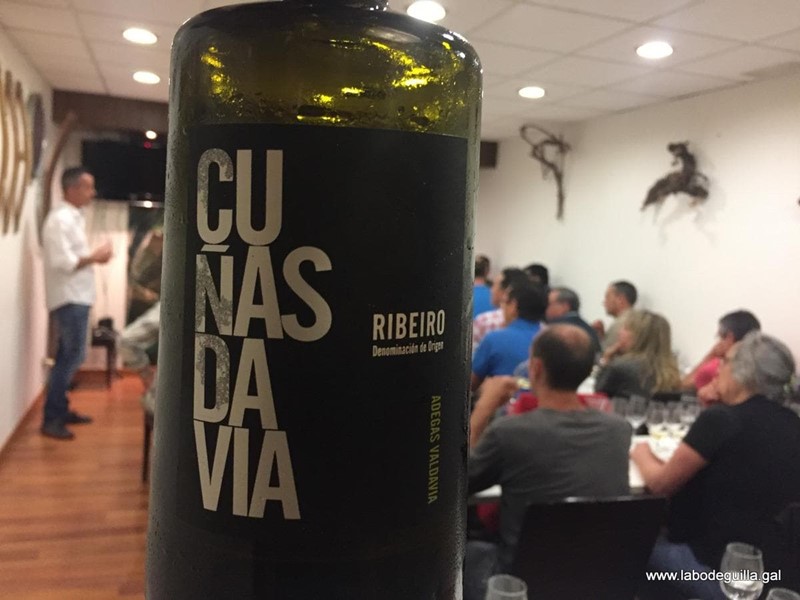 CU
ÑAS
DA
VIA
RIBEIRO
Denominación de Origen
ADEGAS VALDAVIA
www.labodeguilla.gal